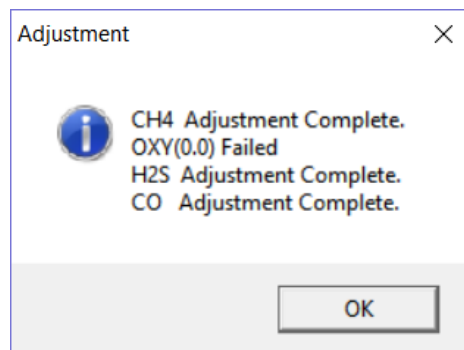 Adjustment
CH4 Adjustment Complete.
OXY(0.0) Failed
H2S Adjustment Complete.
CO Adjustment Complete.
OK